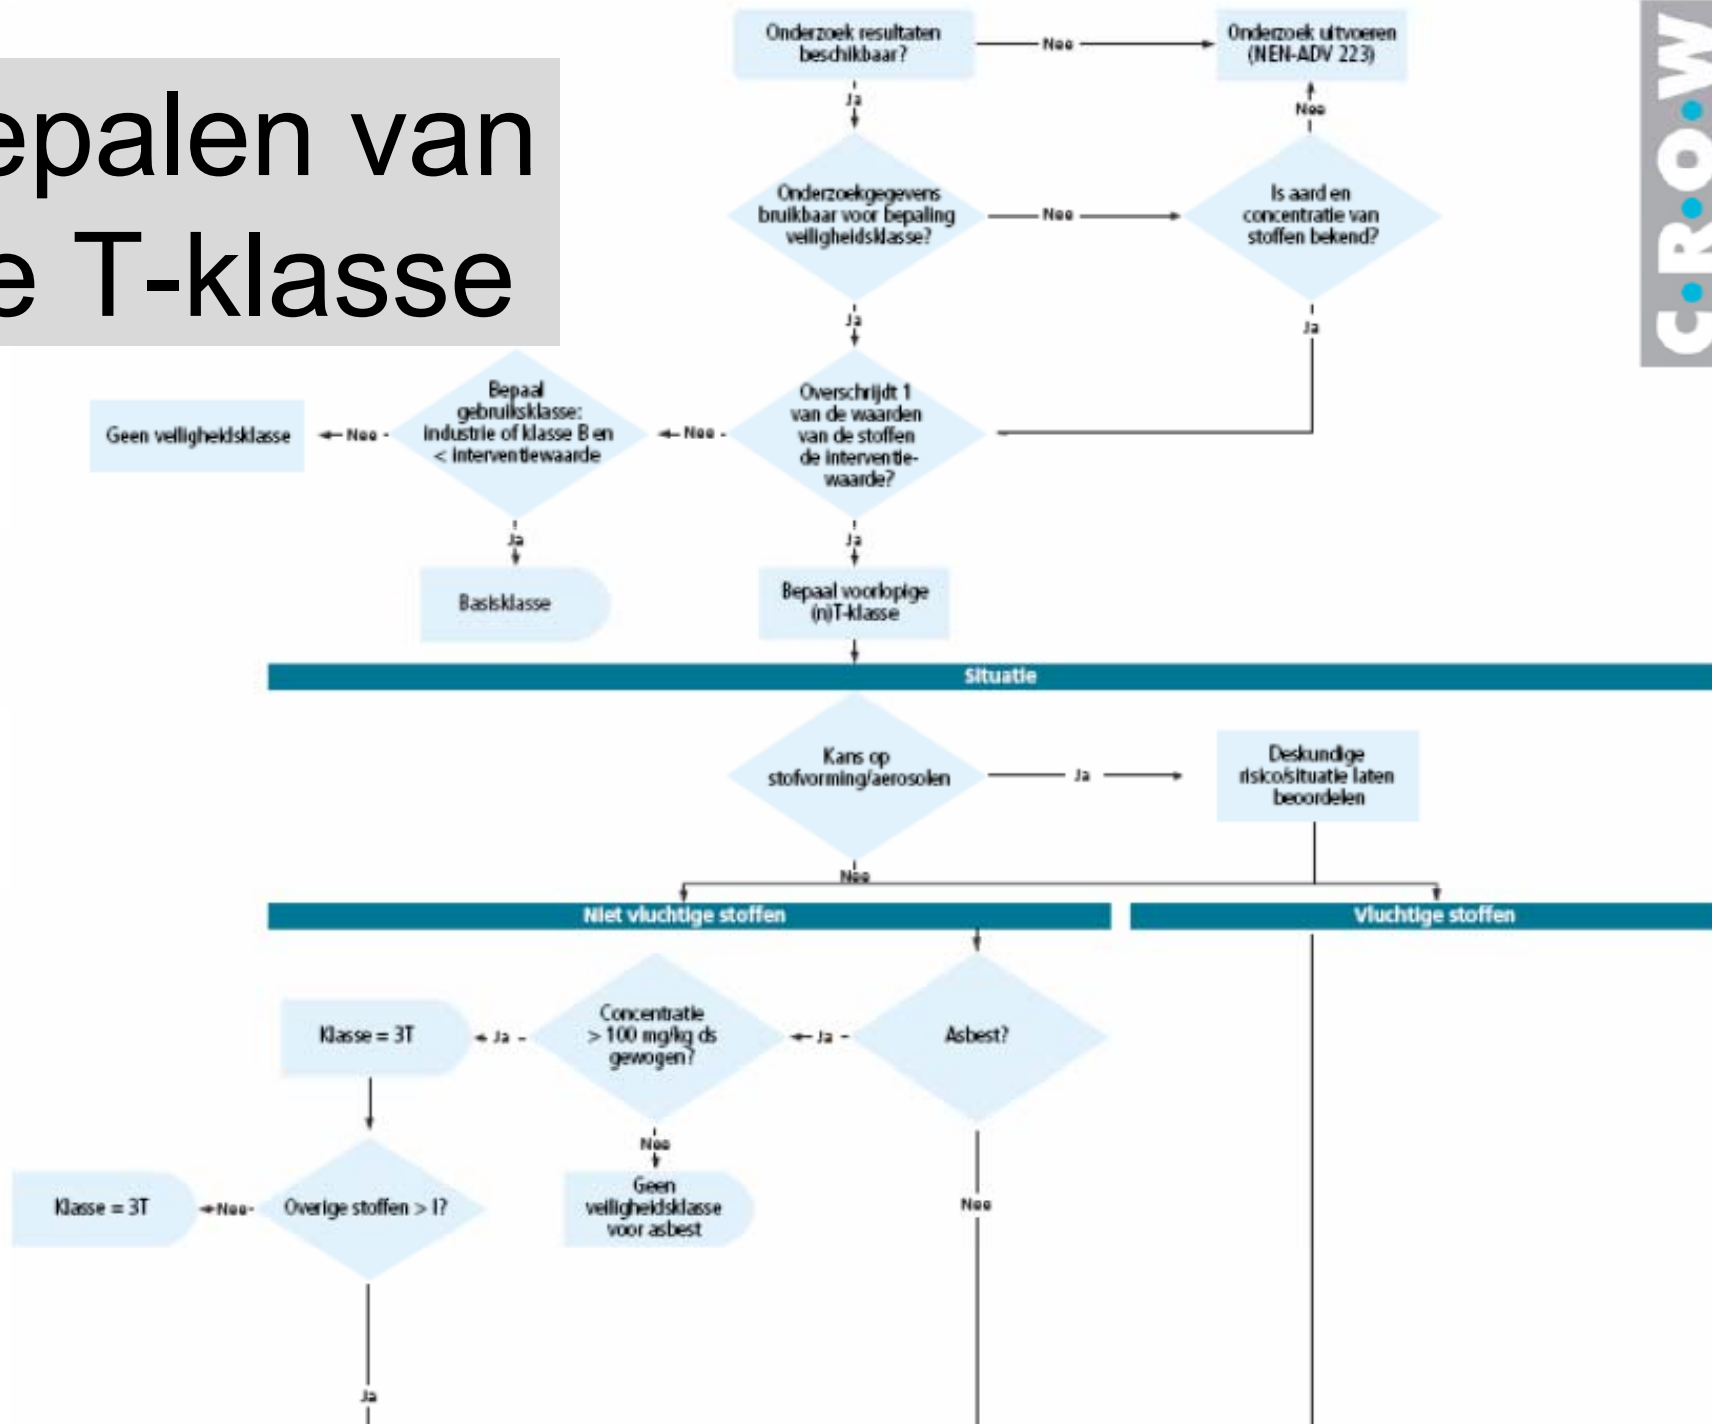 epalen van
e T-klasse
C·R·O·W
Onderzoek resultaten
beschikbaar?
Nee
Onderzoek uitvoeren
(NEN-ADV 223)
Ja
Nee
Onderzoekgegevens
bruikbaar voor bepaling
veiligheidsklasse?
Nee
Is aard en
concentratie van
stoffen bekend?
Ja
Ja
Geen veiligheidsklasse
Nee
Bepaal
gebruiksklasse:
industrie of klasse B en
< interventiewaarde
Nee
Overschrijdt 1
van de waarden
van de stoffen
de interventie-
waarde?
Ja
Ja
Basisklasse
Bepaal voorlopige
(n)T-klasse
Situatie
Kans op
stofvorming/aerosolen
Ja
Deskundige
risico/situatie laten
beoordelen
Nee
Niet vluchtige stoffen
Vluchtige stoffen
Klasse = 3T
Ja
Concentratie
> 100 mg/kg ds
gewogen?
Ja
Asbest?
Nee
Klasse = 3T
Nee
Overige stoffen > I?
Geen
veiligheidsklasse
voor asbest
Nee
Ja